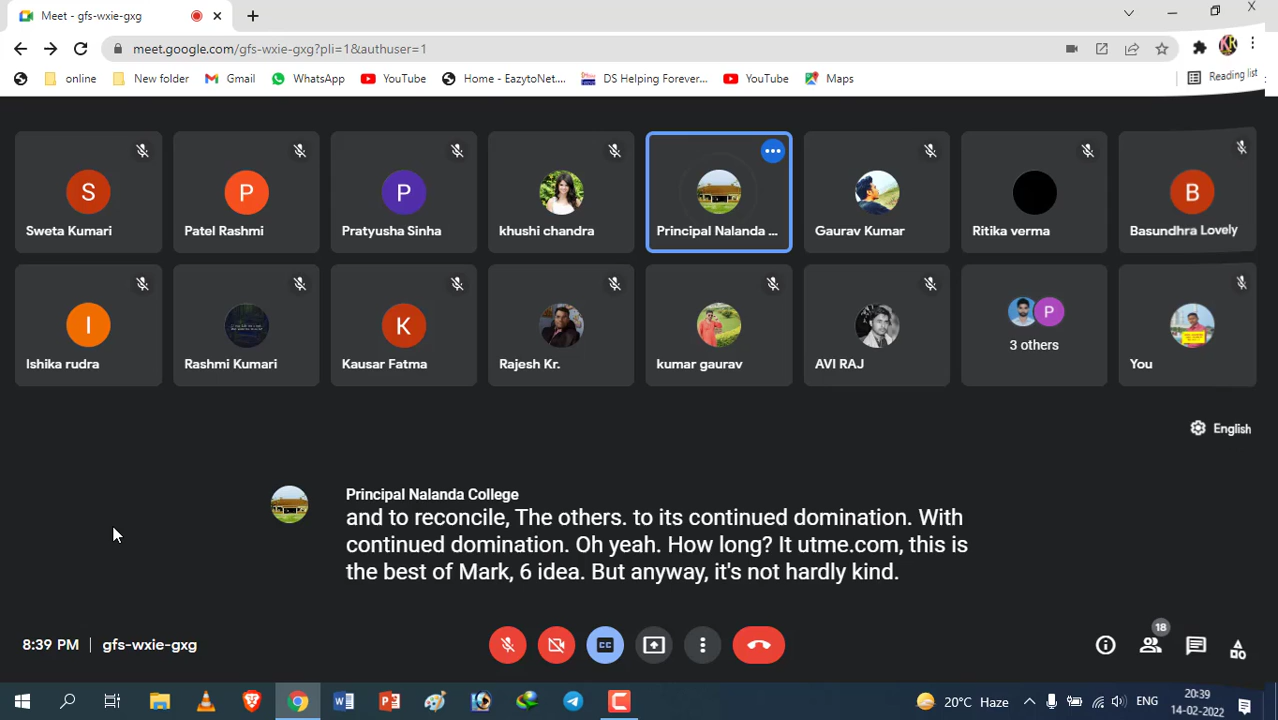 Meet - gfs-wxie-gxg
meet.google.com/gfs-wxie-gxg?pli=1&authuser=1
KR
online
New folder
Gmail
WhatsApp
YouTube
Home - EazytoNet....
DS Helping Forever...
YouTube
Maps
Reading list
S
P
P
B
Sweta Kumari
Patel Rashmi
Pratyusha Sinha
khushi chandra
Principal Nalanda ...
Gaurav Kumar
Ritika verma
Basundhra Lovely
I
K
P
3 others
Ishika rudra
Rashmi Kumari
Kausar Fatma
Rajesh Kr.
kumar gaurav
AVI RAJ
You
English
Principal Nalanda College
and to reconcile, The others. to its continued domination. With
continued domination. Oh yeah. How long? It utme.com, this is
the best of Mark, 6 idea. But anyway, it's not hardly kind.
8:39 PM
gfs-wxie-gxg
CC
18
20°C Haze
ENG
20:39
14-02-2022